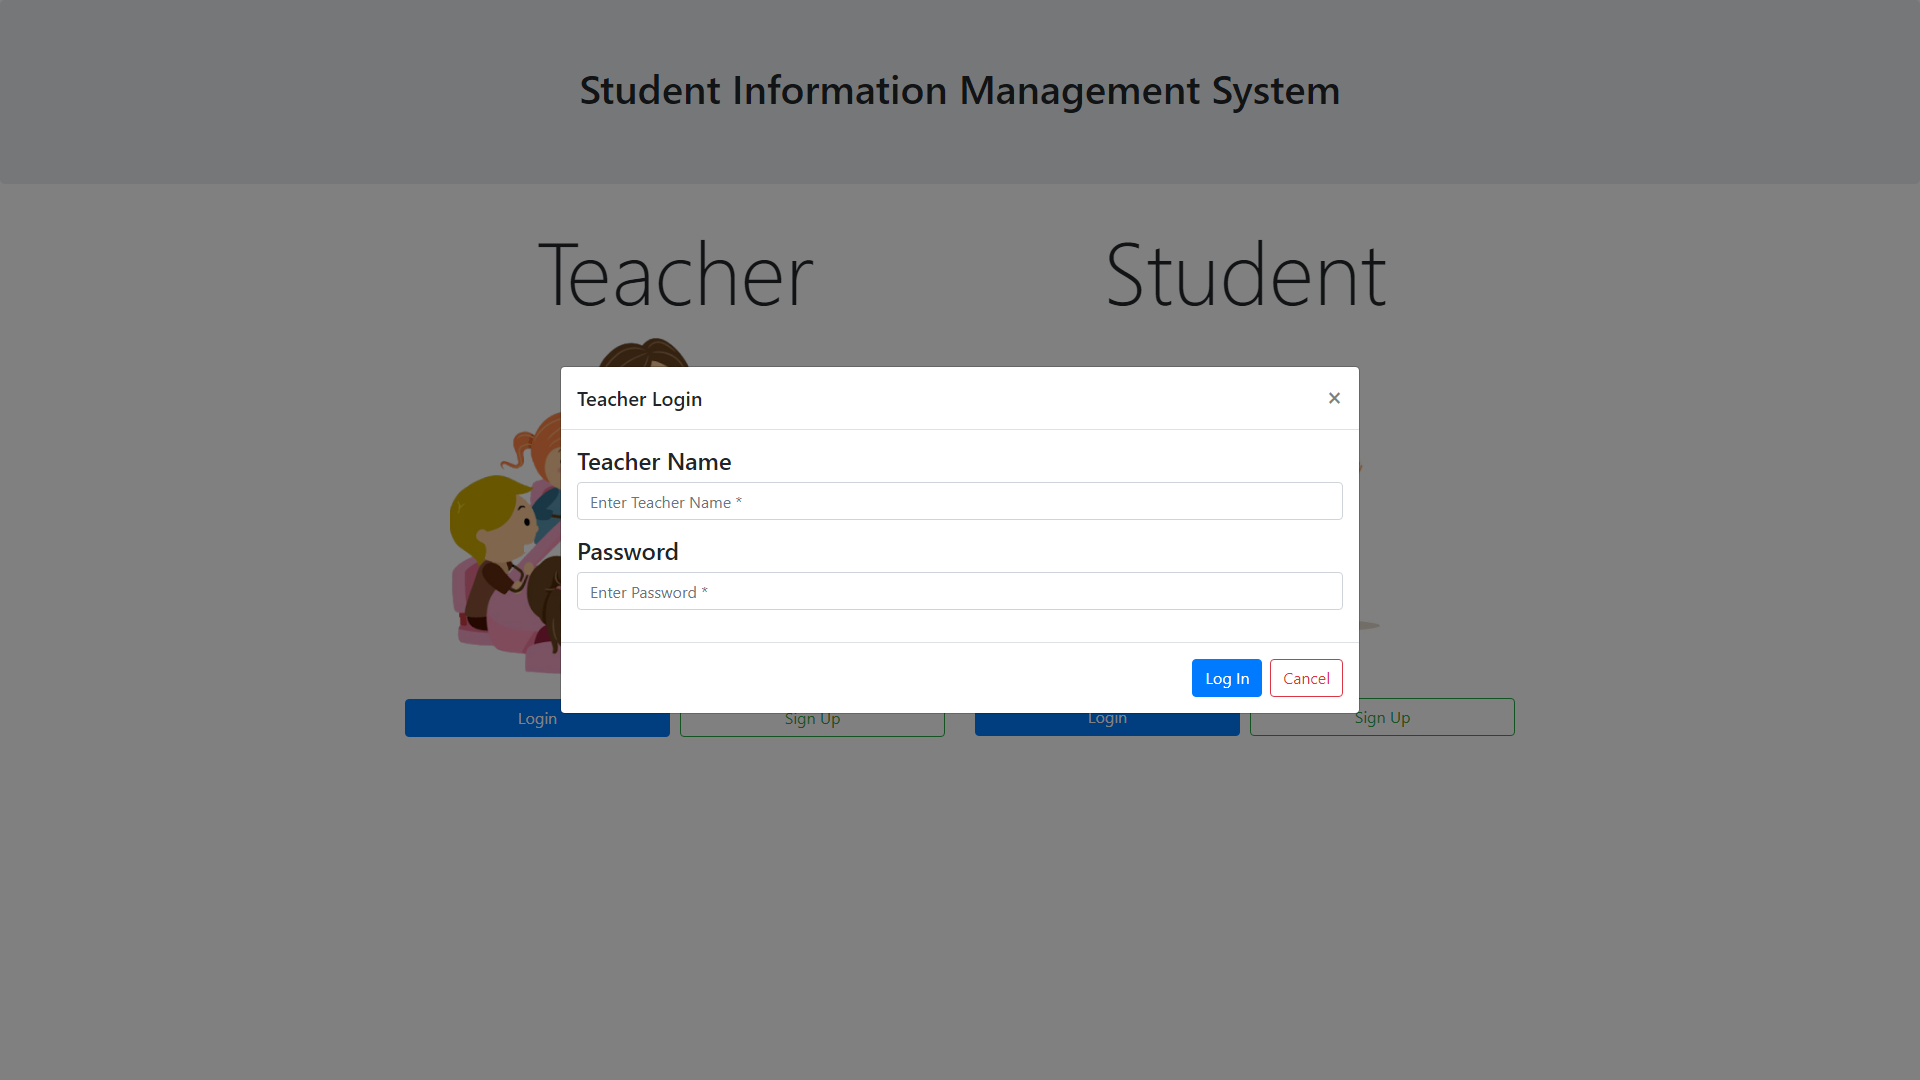 Student Information Management System
Teacher
Student
Teacher Login
×
Teacher Name
Enter Teacher Name *
Password
Enter Password *
Log In
Cancel
Login
Sign Up
Login
Sign Up